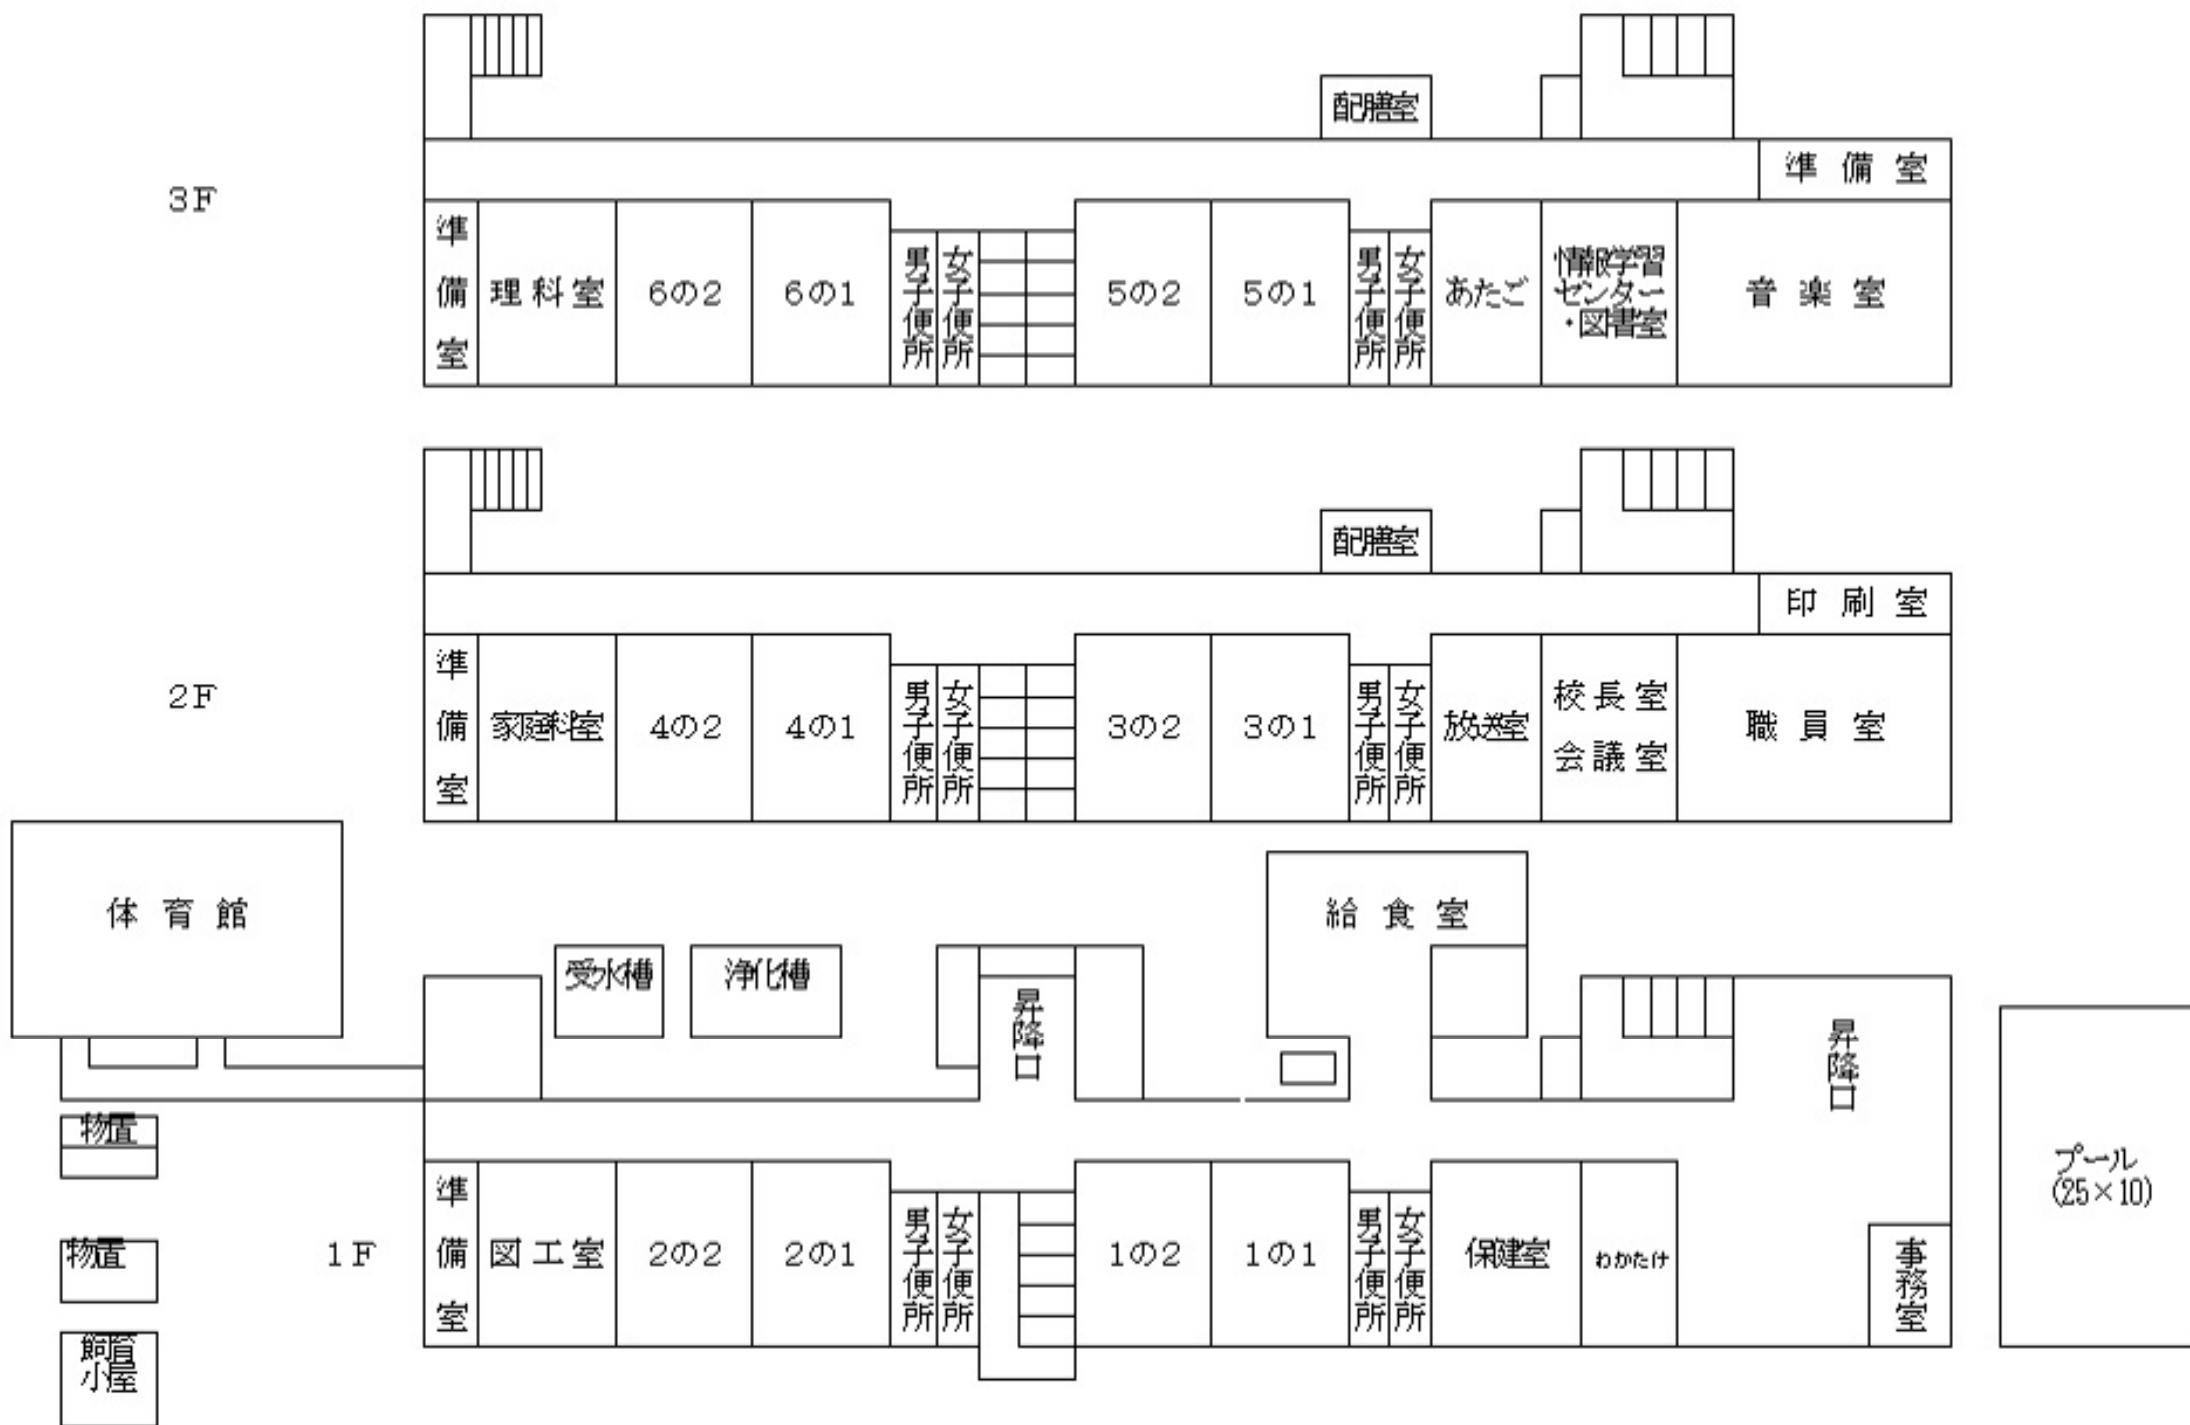 配膳室
準備室
3F
準備室
理科室
6の2
6の1
男子便所
女子便所
5の2
5の1
男子便所
女子便所
あたご
情報学習
センター
・図書室
音楽室
配膳室
印刷室
2F
準備室
家庭科室
4の2
4の1
男子便所
女子便所
3の2
3の1
男子便所
女子便所
放送室
校長室
会議室
職員室
体育館
給食室
受水槽
浄化槽
昇降口
昇降口
物置
プール
(25×10)
物置
1F
準備室
図工室
2の2
2の1
男子便所
女子便所
1の2
1の1
男子便所
女子便所
保健室
わかたけ
事務室
飼育
小屋